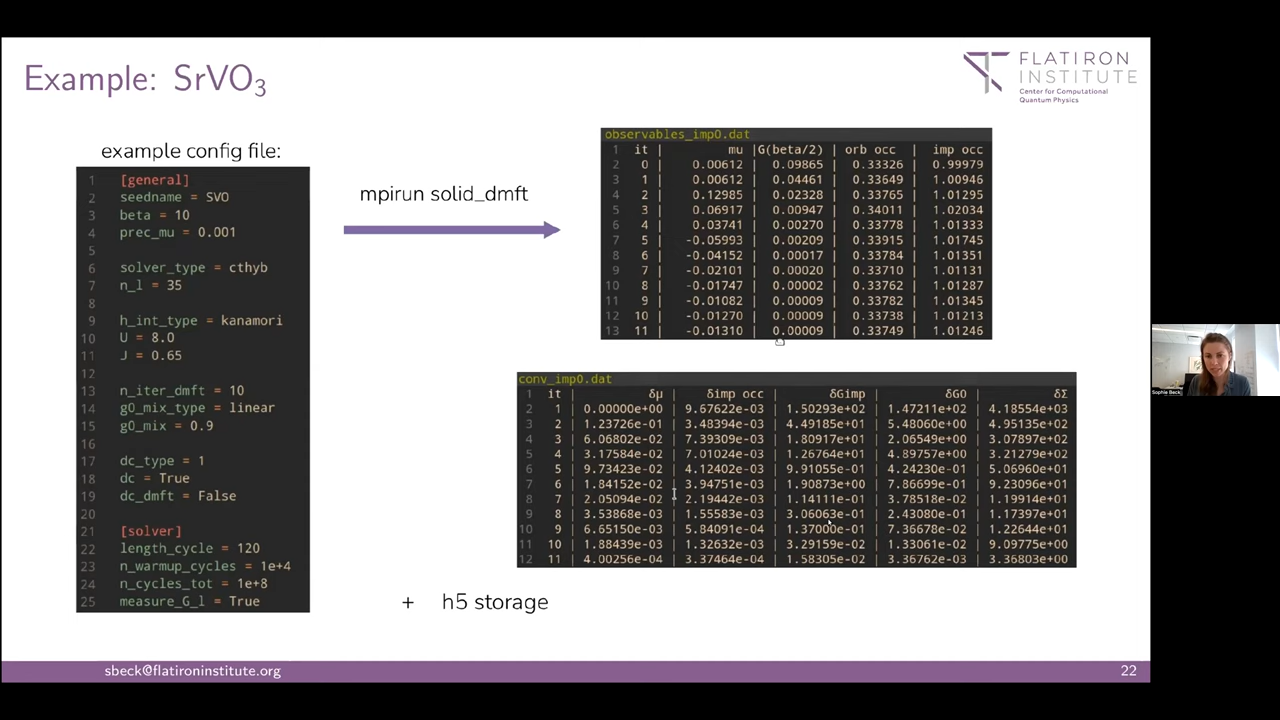 Example: SrVO3
FLATIRON
INSTITUTE
Center for Computational
Quantum Physics
example config file:
1 [general]
2 seedname = SVO
3 beta = 10
4 prec_mu = 0.001
5
6 solver_type = cthyb
7 n_l = 35
8
9 h_int_type = kanamori
10 U = 8.0
11 J = 0.65
12
13 n_iter_dmft = 10
14 g0_mix_type = linear
15 g0_mix = 0.9
16
17 dc_type = 1
18 dc = True
19 dc_dmft = False
20
21 [solver]
22 length_cycle = 120
23 n_warmup_cycles = 1e+4
24 n_cycles_tot = 1e+8
25 measure_G_l = True
mpirun solid_dmft
observables_imp0.dat
1 it | mu |G(beta/2) | orb occ | imp occ
2 0 | 0.00612 | 0.09865 | 0.33326 | 0.99979
3 1 | 0.00612 | 0.04461 | 0.33649 | 1.00946
4 2 | 0.12985 | 0.02328 | 0.33765 | 1.01295
5 3 | 0.06917 | 0.00947 | 0.34011 | 1.02034
6 4 | 0.03741 | 0.00270 | 0.33778 | 1.01333
7 5 | -0.05993 | 0.00209 | 0.33915 | 1.01745
8 6 | -0.04152 | 0.00017 | 0.33784 | 1.01351
9 7 | -0.02101 | 0.00020 | 0.33710 | 1.01131
10 8 | -0.01747 | 0.00002 | 0.33762 | 1.01287
11 9 | -0.01082 | 0.00009 | 0.33782 | 1.01345
12 10 | -0.01270 | 0.00009 | 0.33738 | 1.01213
13 11 | -0.01310 | 0.00009 | 0.33749 | 1.01246
conv_imp0.dat
1 it | δμ | δimp occ | δGimp | δG0 | δΣ
2 1 | 0.00000e+00 | 9.67622e-03 | 1.50293e+02 | 1.47211e+02 | 4.18554e+03
3 2 | 1.23726e-01 | 3.48394e-03 | 4.49185e+01 | 5.48060e+00 | 4.95135e+02
4 3 | 6.06802e-02 | 7.39309e-03 | 1.80917e+01 | 2.06549e+00 | 3.07897e+02
5 4 | 3.17584e-02 | 7.01024e-03 | 1.26764e+01 | 4.89757e+00 | 3.21279e+02
6 5 | 9.73423e-02 | 4.12402e-03 | 9.91055e-01 | 4.24230e-01 | 5.06960e+01
7 6 | 1.84152e-02 | 3.94751e-03 | 1.90873e+00 | 7.86699e-01 | 9.23096e+01
8 7 | 2.05094e-02 | 2.19442e-03 | 1.14111e-01 | 3.78518e-02 | 1.19914e+01
9 8 | 3.53868e-03 | 1.55583e-03 | 3.06063e-01 | 2.43080e-01 | 1.17397e+01
10 9 | 6.65150e-03 | 5.84091e-04 | 1.37000e-01 | 7.36678e-02 | 1.22644e+01
11 10 | 1.88439e-03 | 1.32632e-03 | 3.29159e-02 | 1.33061e-02 | 9.09775e+00
12 11 | 4.00256e-04 | 3.37464e-04 | 1.58305e-02 | 3.36762e-03 | 3.36803e+00
+ h5 storage
Sophie Beck
sbeck@flatironinstitute.org
22